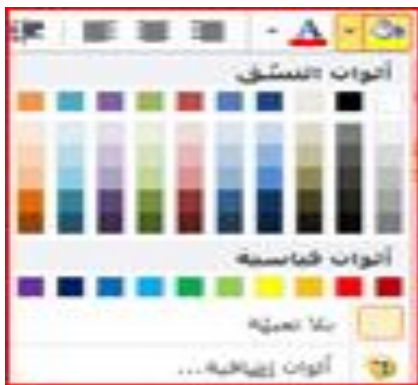 ألوان النسق
ألوان قياسية
بلا تعبئة
ألوان إضافية...